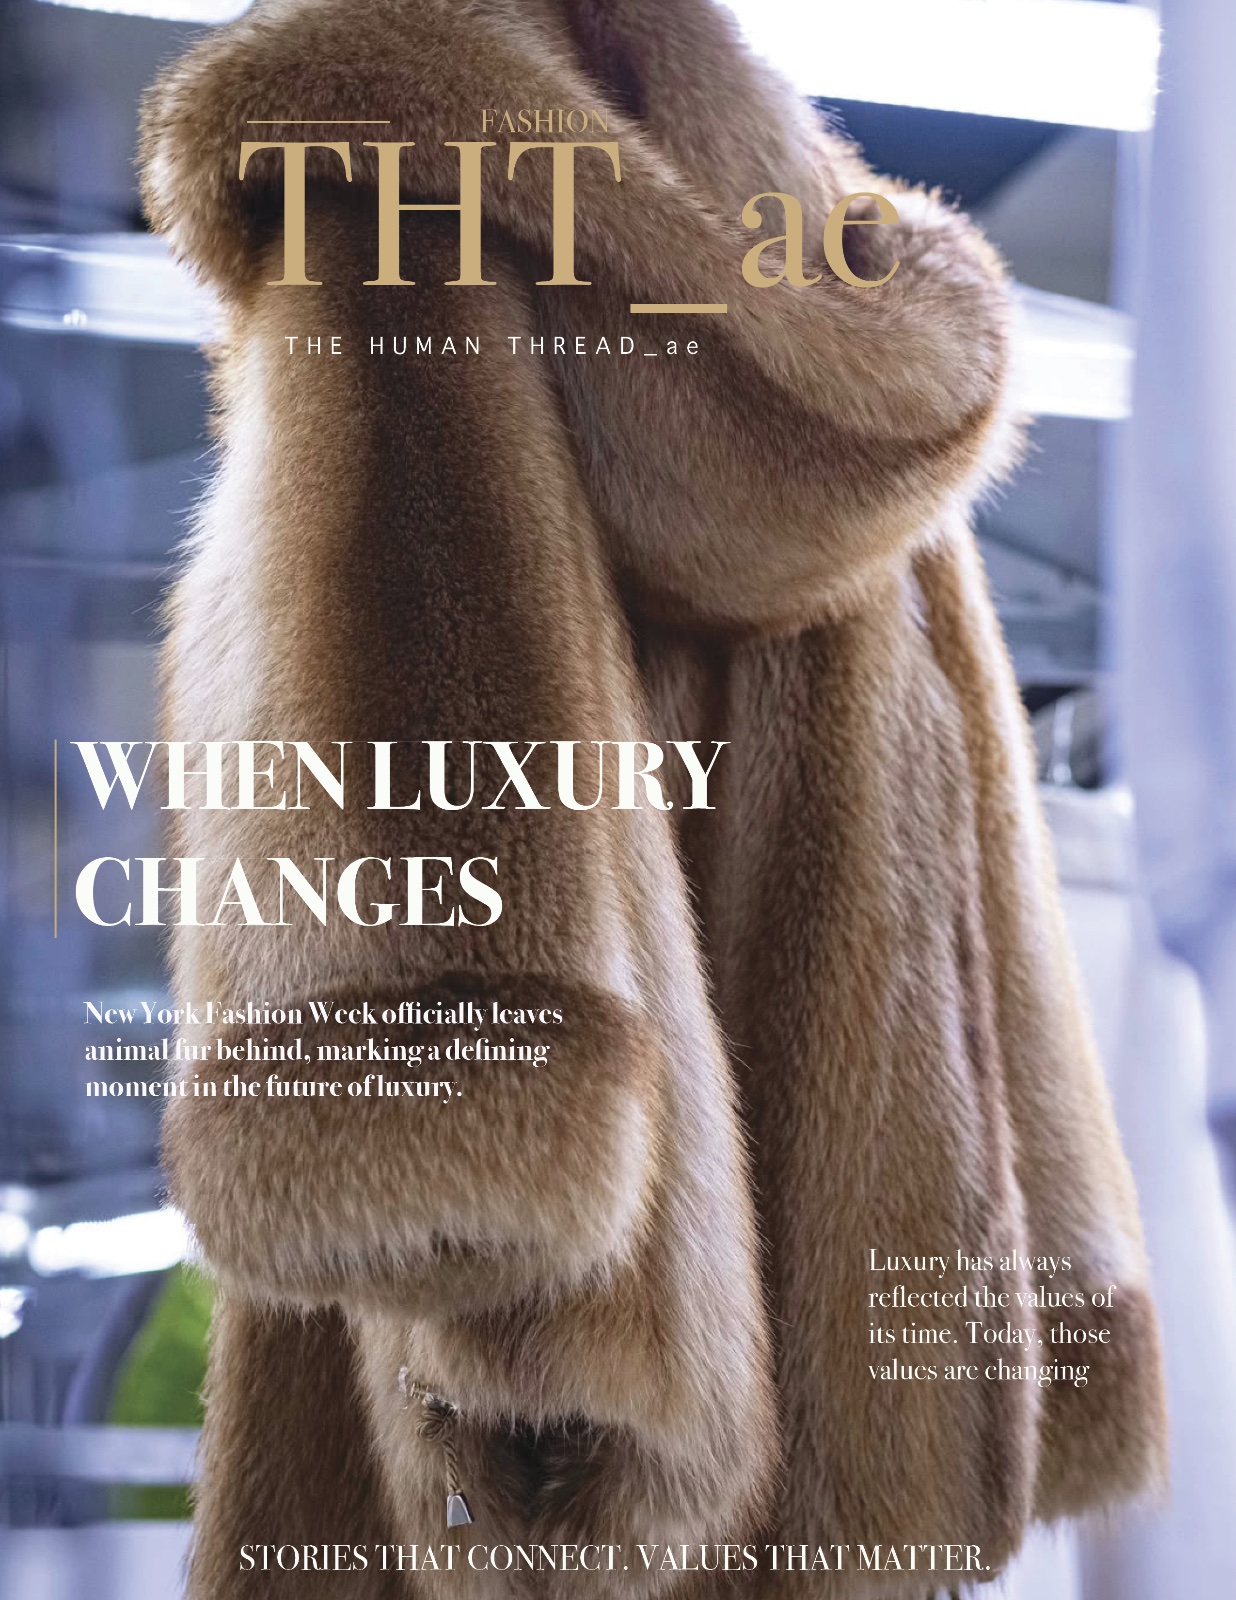 FASHION
THT_ae
THE HUMAN THREAD_ae
WHEN LUXURY
CHANGES
New York Fashion Week officially leaves
animal fur behind, marking a defining
moment in the future of luxury.
Luxury has always
reflected the values of
its time. Today, those
values are changing
STORIES THAT CONNECT. VALUES THAT MATTER.